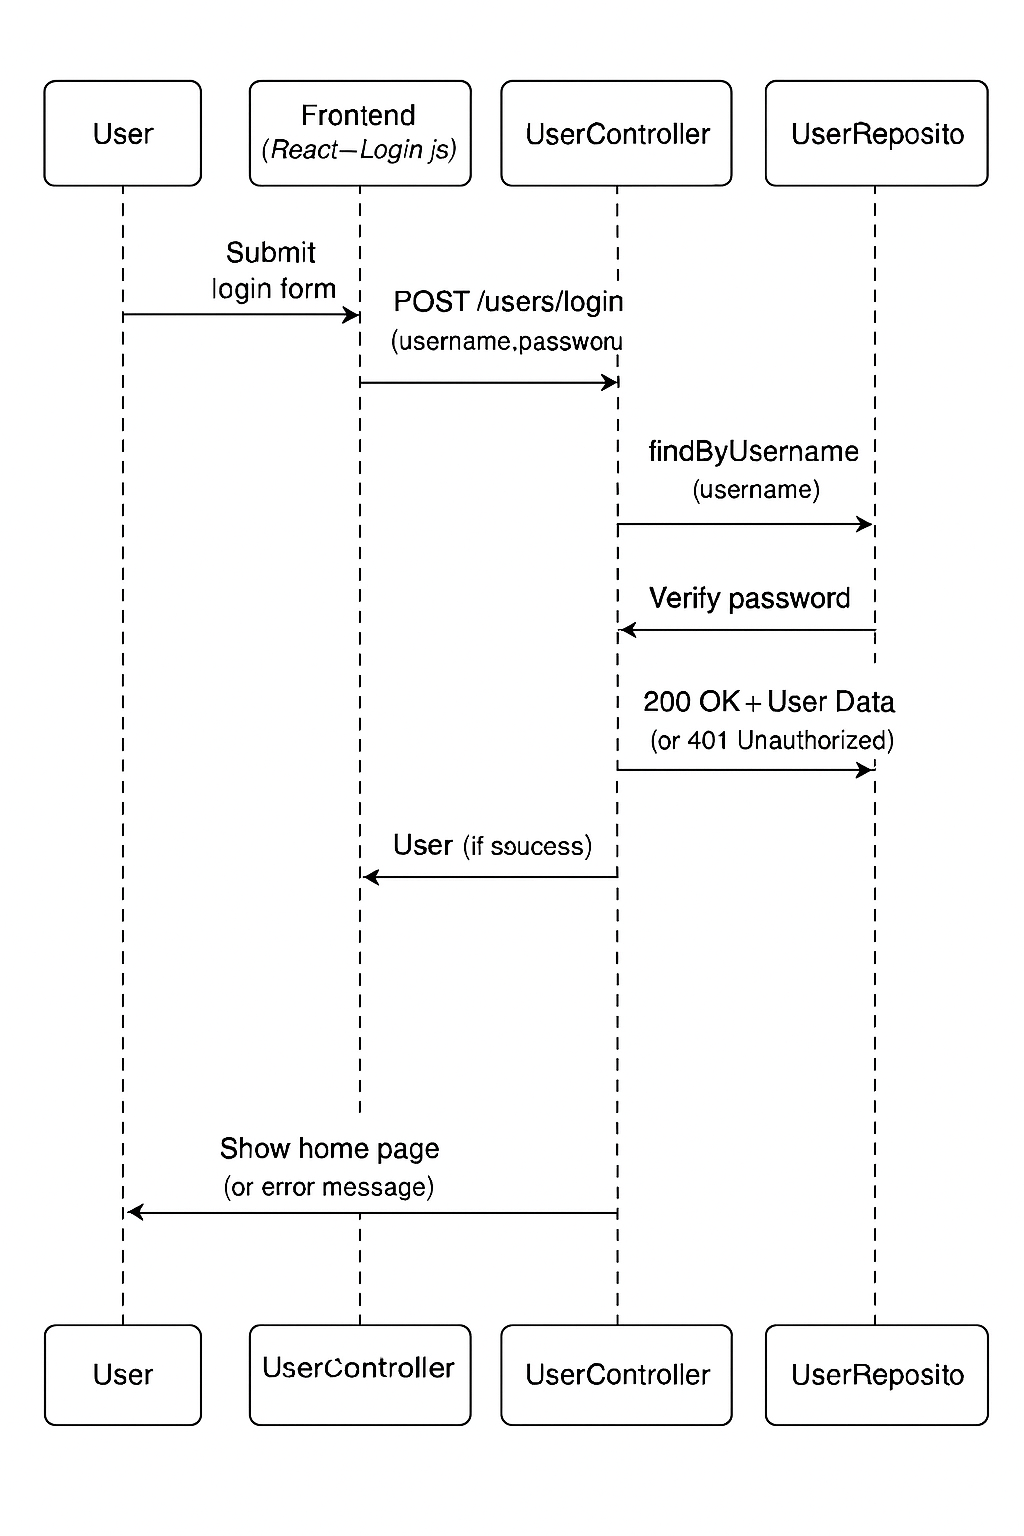 User
Frontend
(React–Login js)
UserController
UserReposito
Submit
login form
POST /users/login
(username,passworu
findByUsername
(username)
Verify password
200 OK + User Data
(or 401 Unauthorized)
User (if soucess)
Show home page
(or error message)
User
UserController
UserController
UserReposito